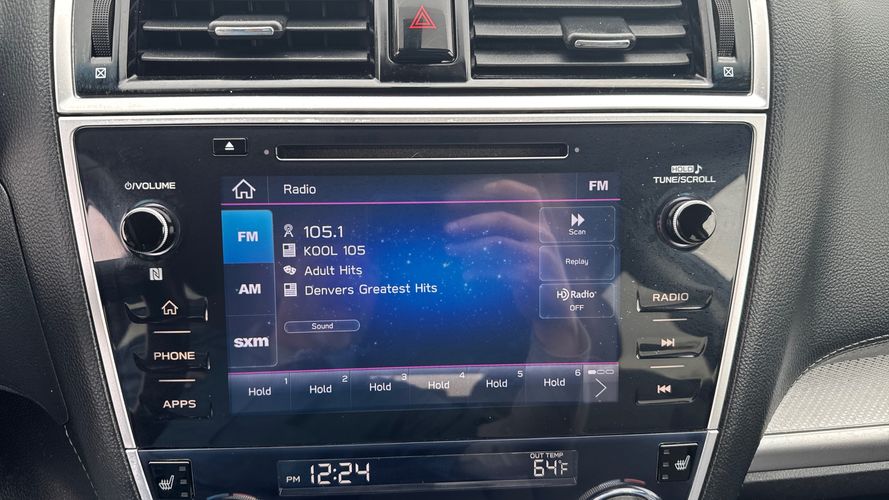 ⏻/VOLUME
HOLD ♪
TUNE/SCROLL
Radio
FM
FM
AM
sxm
105.1
KOOL 105
Adult Hits
Denvers Greatest Hits
Sound
Scan
Replay
HD Radio
OFF
N
PHONE
APPS
RADIO
Hold 1
Hold 2
Hold 3
Hold 4
Hold 5
Hold 6
PM 12:24
OUT TEMP
64°F